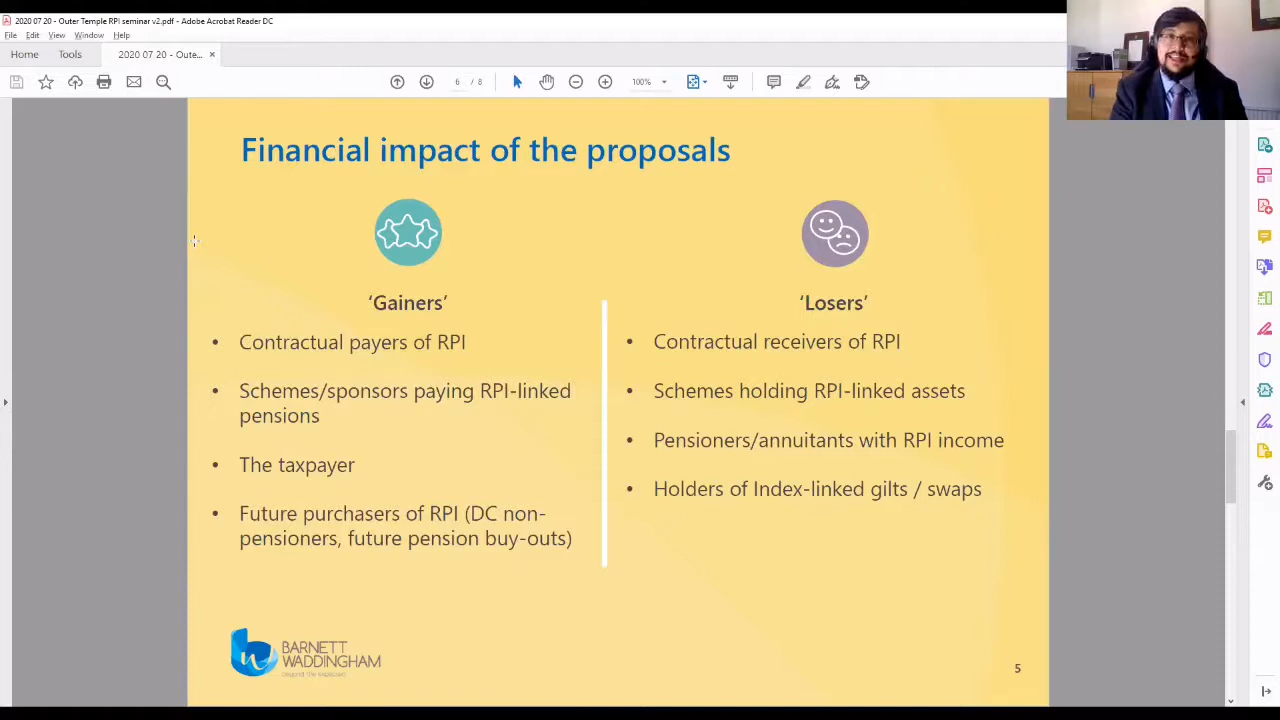 2020 07 20 - Outer Temple RPI seminar v2.pdf - Adobe Acrobat Reader DC
File Edit View Window Help
Home Tools 2020 07 20 - Oute... ×
6 / 8 100%
Financial impact of the proposals
‘Gainers’
• Contractual payers of RPI
• Schemes/sponsors paying RPI-linked
pensions
• The taxpayer
• Future purchasers of RPI (DC non-
pensioners, future pension buy-outs)
‘Losers’
• Contractual receivers of RPI
• Schemes holding RPI-linked assets
• Pensioners/annuitants with RPI income
• Holders of Index-linked gilts / swaps
BARNETT
WADDINGHAM
5